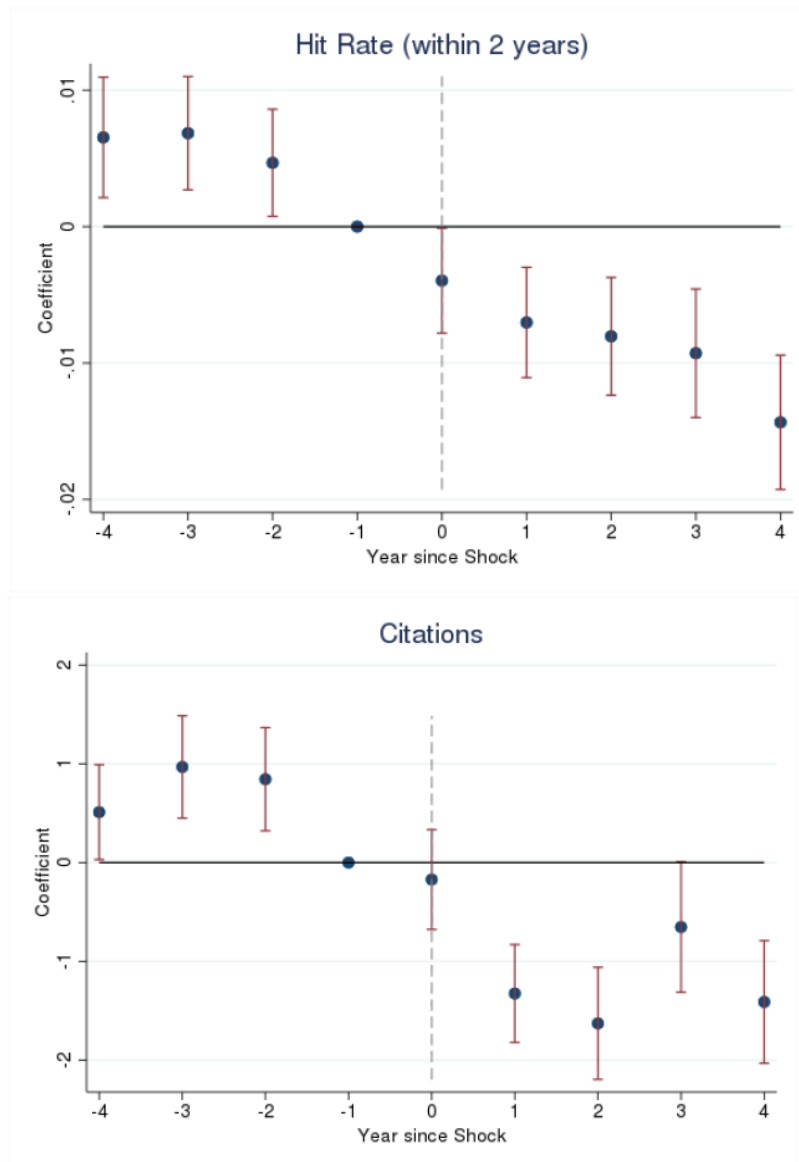 Hit Rate (within 2 years)
.01
0
-.01
-.02
Coefficient
-4 -3 -2 -1 0 1 2 3 4
Year since Shock
Citations
2
1
0
-1
-2
Coefficient
-4 -3 -2 -1 0 1 2 3 4
Year since Shock